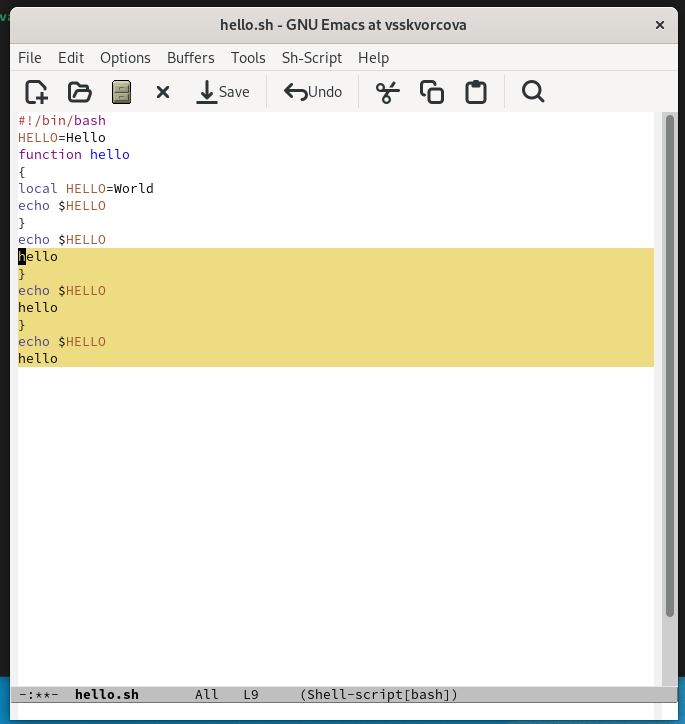 va
hello.sh - GNU Emacs at vsskvorcova
File Edit Options Buffers Tools Sh-Script Help
Save Undo
#!/bin/bash
HELLO=Hello
function hello
{
local HELLO=World
echo $HELLO
}
echo $HELLO
hello
}
echo $HELLO
hello
}
echo $HELLO
hello
-:**- hello.sh All L9 (Shell-script[bash])